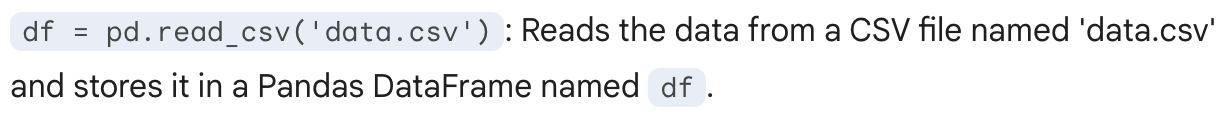 df = pd.read_csv('data.csv') : Reads the data from a CSV file named 'data.csv'
and stores it in a Pandas DataFrame named df .